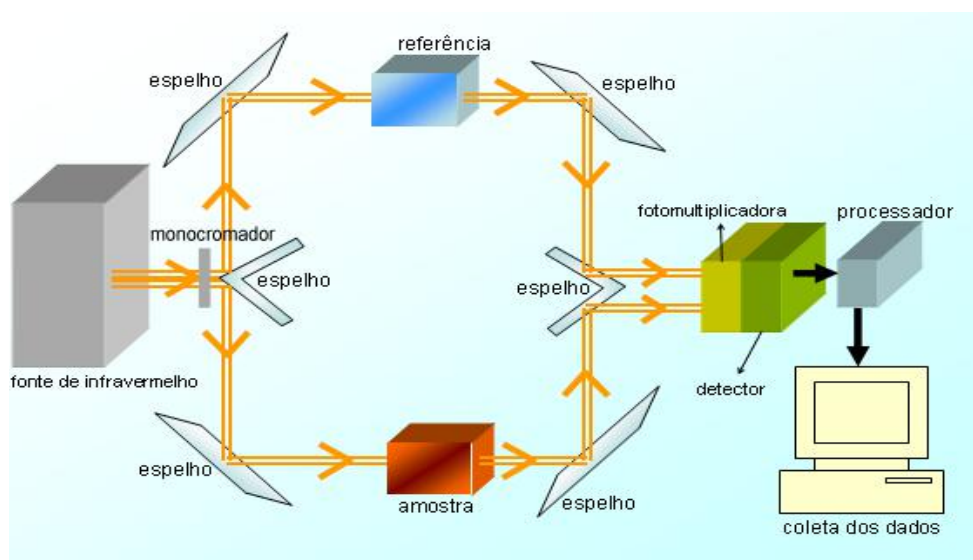 referência
espelho
espelho
fotomultiplicadora
processador
monocromador
espelho
espelho
fonte de infravermelho
detector
espelho
espelho
amostra
coleta dos dados